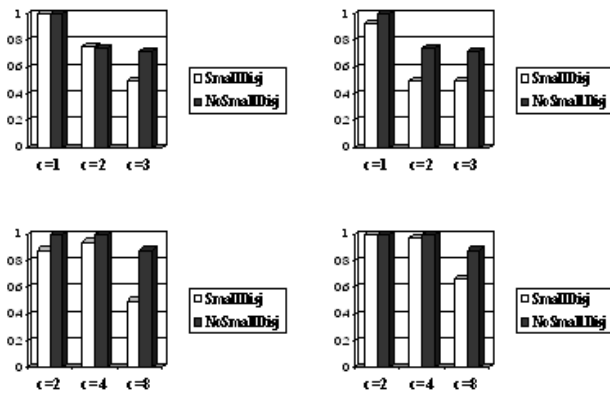 1
0.8
0.6
0.4
0.2
0
c=1 c=2 c=3
SmallDisj
NoSmallDisj
1
0.8
0.6
0.4
0.2
0
c=1 c=2 c=3
SmallDisj
NoSmallDisj
1
0.8
0.6
0.4
0.2
0
c=2 c=4 c=8
SmallDisj
NoSmallDisj
1
0.8
0.6
0.4
0.2
0
c=2 c=4 c=8
SmallDisj
NoSmallDisj